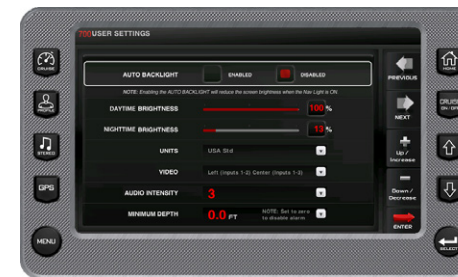 700USER SETTINGS
AUTO BACKLIGHT ENABLED DISABLED
NOTE: Enabling the AUTO BACKLIGHT will reduce the screen brightness when the Nav Light is ON.
DAYTIME BRIGHTNESS 100 %
NIGHTTIME BRIGHTNESS 13 %
UNITS USA Std
VIDEO Left (inputs 1-2) Center (Inputs 1-2)
AUDIO INTENSITY 3
MINIMUM DEPTH 0.0 FT NOTE: Set to zero
to disable alarm
PREVIOUS
NEXT
Up /
Increase
Down /
Decrease
ENTER
CRUISE
PROFILE
STEREO
GPS
MENU
HOME
CRUISE
ON / OFF
SELECT